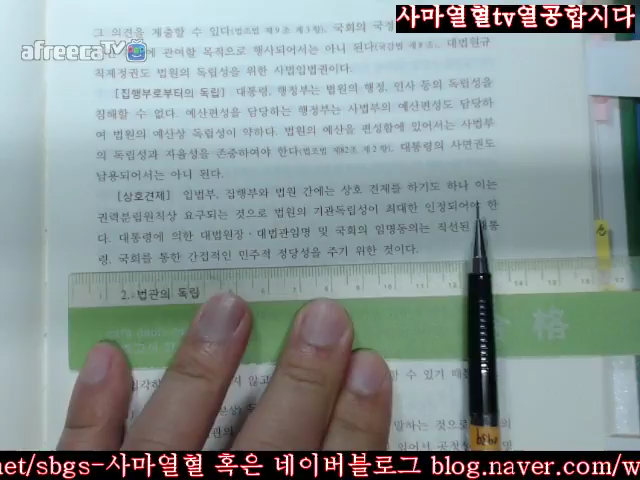 사마열혈tv열공합시다
afreecaTV
그 의견을 제출할 수 있다(법조법 제9조 제3항). 국회의 국정
에 관여할 목적으로 행사되어서는 아니 된다(국감법 제8조). 대법원규
칙제정권도 법원의 독립성을 위한 사법입법권이다.
[집행부로부터의 독립] 대통령, 행정부는 법원의 행정, 인사 등의 독립성을
침해할 수 없다. 예산편성을 담당하는 행정부는 사법부의 예산편성도 담당하
여 법원의 예산상 독립성이 약하다. 법원의 예산을 편성함에 있어서는 사법부
의 독립성과 자율성을 존중하여야 한다(법조법 제82조 제2항). 대통령의 사면권도
남용되어서는 아니 된다.
[상호견제] 입법부, 집행부와 법원 간에는 상호 견제를 하기도 하나 이는
권력분립원칙상 요구되는 것으로 법원의 기관독립성이 최대한 인정되어야 한
다. 대통령에 의한 대법원장·대법관임명 및 국회의 임명동의는 직선된 대통
령, 국회를 통한 간접적인 민주적 정당성을 주기 위한 것이다.
2. 법관의 독립
合格
않고
할 수 있기 때
말하는 것으로
있어서
net/sbgs-사마열혈 혹은 네이버블로그 blog.naver.com/w